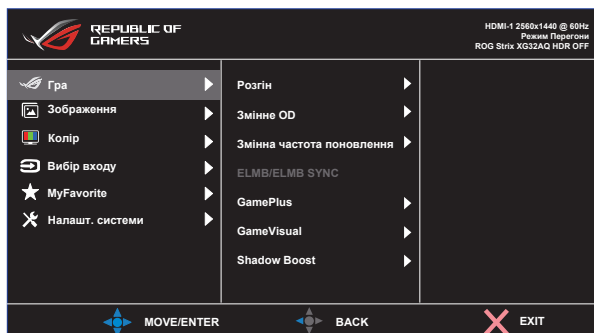 REPUBLIC OF
GAMERS
HDMI-1 2560x1440 @ 60Hz
Режим Перегони
ROG Strix XG32AQ HDR OFF
Гра
Зображення
Колір
Вибір входу
MyFavorite
Налашт. системи
Розгін
Змінне OD
Змінна частота поновлення
ELMB/ELMB SYNC
GamePlus
GameVisual
Shadow Boost
MOVE/ENTER
BACK
EXIT